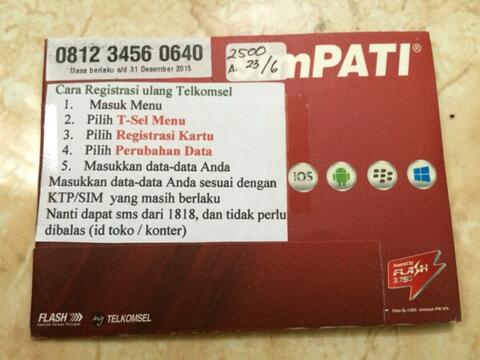 0812 3456 0640
Masa berlaku s/d 31 Desember 2015
2500
A. 23/6
mPATI®
Cara Registrasi ulang Telkomsel
1. Masuk Menu
2. Pilih T-Sel Menu
3. Pilih Registrasi Kartu
4. Pilih Perubahan Data
5. Masukkan data-data Anda
Masukkan data-data Anda sesuai dengan
KTP/SIM yang masih berlaku
Nanti dapat sms dari 1818, dan tidak perlu
dibalas (id toko / konter)
iOS
Powered by
FLASH
3.75G
FLASH
my TELKOMSEL